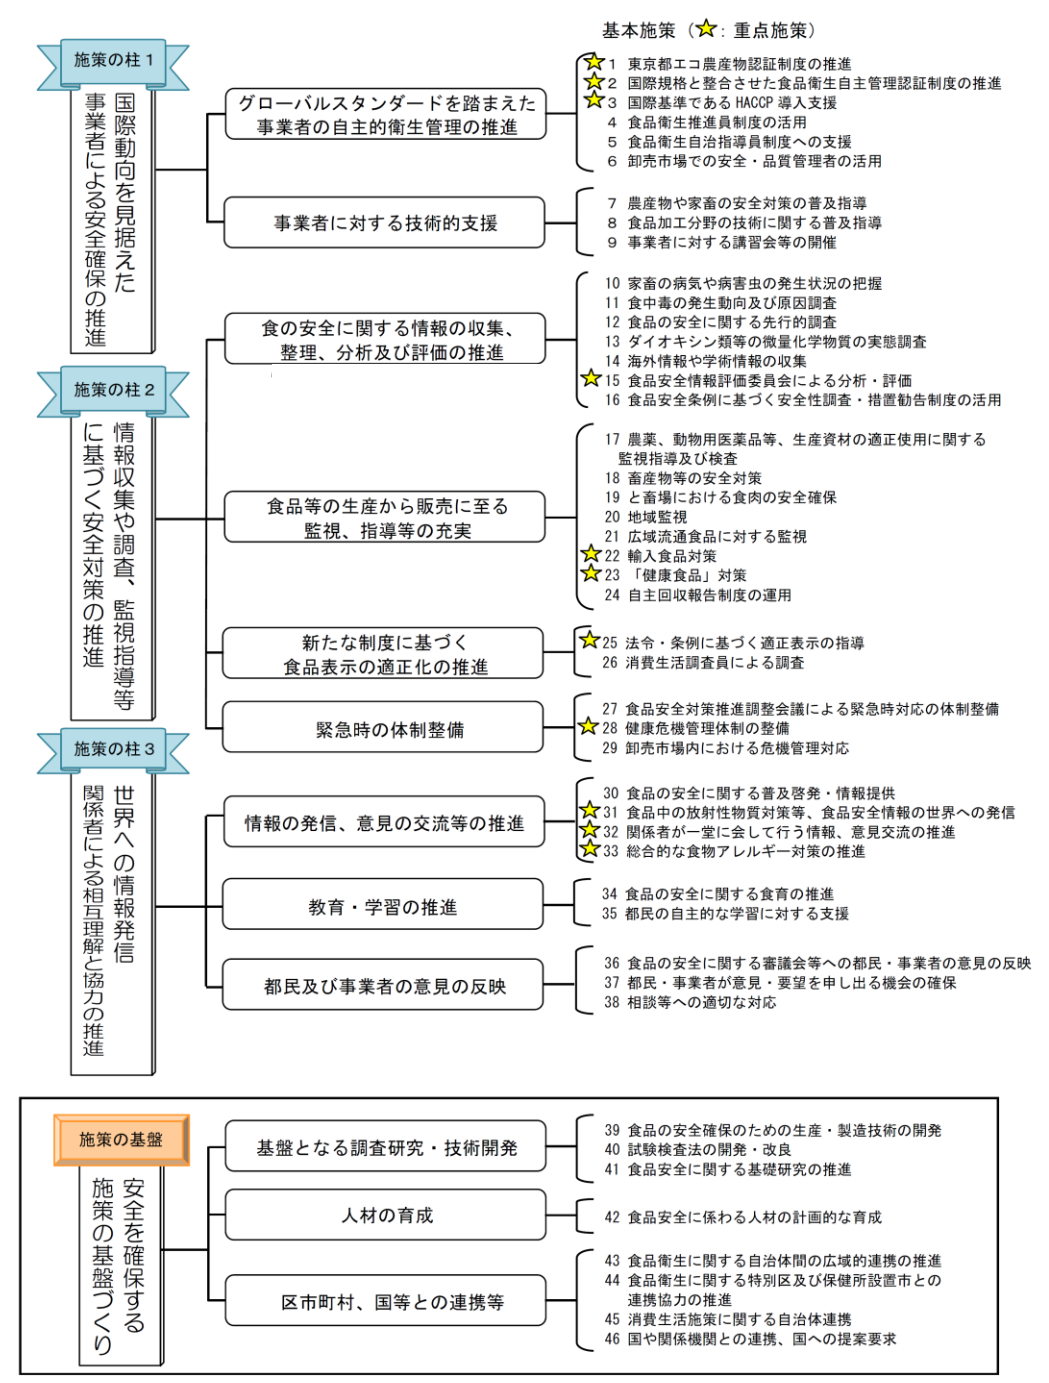 基本施策（☆：重点施策）
施策の柱１
国際動向を見据えた
事業者による安全確保の推進
グローバルスタンダードを踏まえた
事業者の自主的衛生管理の推進
☆1 東京都エコ農産物認証制度の推進
☆2 国際規格と整合させた食品衛生自主管理認証制度の推進
☆3 国際基準である HACCP 導入支援
4 食品衛生推進員制度の活用
5 食品衛生自治指導員制度への支援
6 卸売市場での安全・品質管理者の活用
事業者に対する技術的支援
7 農産物や家畜の安全対策の普及指導
8 食品加工分野の技術に関する普及指導
9 事業者に対する講習会等の開催
施策の柱２
情報収集や調査、監視指導等
に基づく安全対策の推進
食の安全に関する情報の収集、
整理、分析及び評価の推進
10 家畜の病気や病害虫の発生状況の把握
11 食中毒の発生動向及び原因調査
12 食品の安全に関する先行的調査
13 ダイオキシン類等の微量化学物質の実態調査
14 海外情報や学術情報の収集
☆15 食品安全情報評価委員会による分析・評価
16 食品安全条例に基づく安全性調査・措置勧告制度の活用
食品等の生産から販売に至る
監視、指導等の充実
17 農薬、動物用医薬品等、生産資材の適正使用に関する
監視指導及び検査
18 畜産物等の安全対策
19 と畜場における食肉の安全確保
20 地域監視
21 広域流通食品に対する監視
☆22 輸入食品対策
☆23 「健康食品」対策
24 自主回収報告制度の運用
新たな制度に基づく
食品表示の適正化の推進
☆25 法令・条例に基づく適正表示の指導
26 消費生活調査員による調査
緊急時の体制整備
27 食品安全対策推進調整会議による緊急時対応の体制整備
☆28 健康危機管理体制の整備
29 卸売市場内における危機管理対応
施策の柱３
世界への情報発信
関係者による相互理解と協力の推進
情報の発信、意見の交流等の推進
30 食品の安全に関する普及啓発・情報提供
☆31 食品中の放射性物質対策等、食品安全情報の世界への発信
☆32 関係者が一堂に会して行う情報、意見交流の推進
☆33 総合的な食物アレルギー対策の推進
教育・学習の推進
34 食品の安全に関する食育の推進
35 都民の自主的な学習に対する支援
都民及び事業者の意見の反映
36 食品の安全に関する審議会等への都民・事業者の意見の反映
37 都民・事業者が意見・要望を申し出る機会の確保
38 相談等への適切な対応
施策の基盤
安全を確保する
施策の基盤づくり
基盤となる調査研究・技術開発
39 食品の安全確保のための生産・製造技術の開発
40 試験検査法の開発・改良
41 食品安全に関する基礎研究の推進
人材の育成
42 食品安全に係わる人材の計画的な育成
区市町村、国等との連携等
43 食品衛生に関する自治体間の広域的連携の推進
44 食品衛生に関する特別区及び保健所設置市との
連携協力の推進
45 消費生活施策に関する自治体連携
46 国や関係機関との連携、国への提案要求